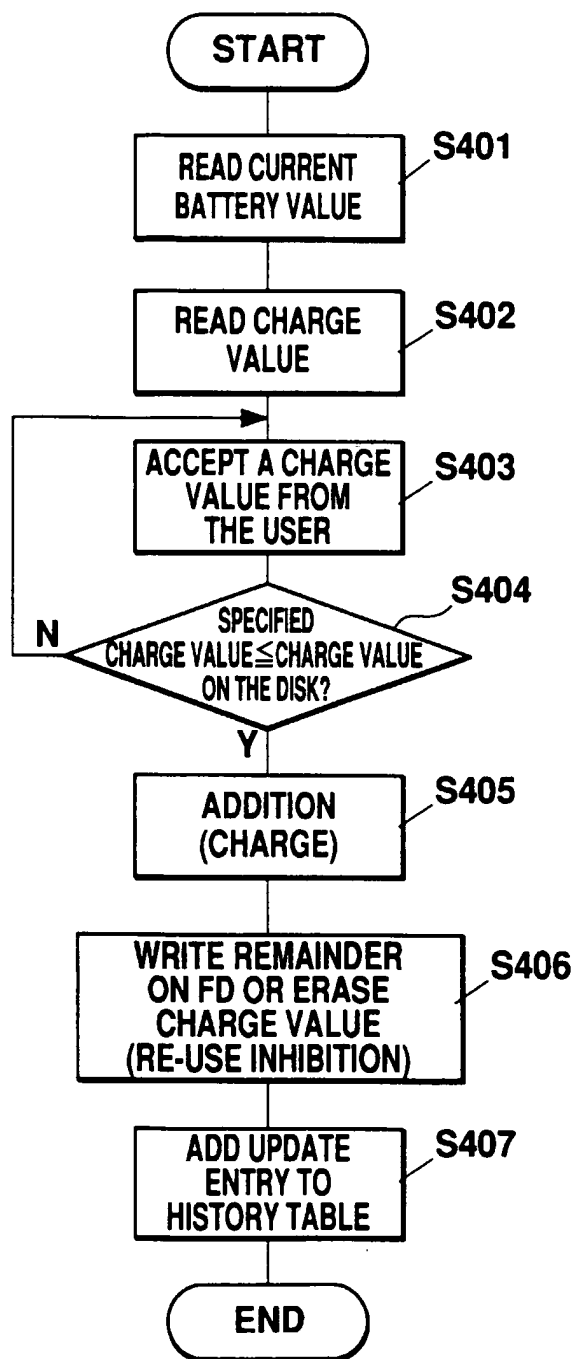 START
S401
READ CURRENT
BATTERY VALUE
S402
READ CHARGE
VALUE
S403
ACCEPT A CHARGE
VALUE FROM
THE USER
S404
N
SPECIFIED
CHARGE VALUE≦CHARGE VALUE
ON THE DISK?
Y
S405
ADDITION
(CHARGE)
S406
WRITE REMAINDER
ON FD OR ERASE
CHARGE VALUE
(RE-USE INHIBITION)
S407
ADD UPDATE
ENTRY TO
HISTORY TABLE
END